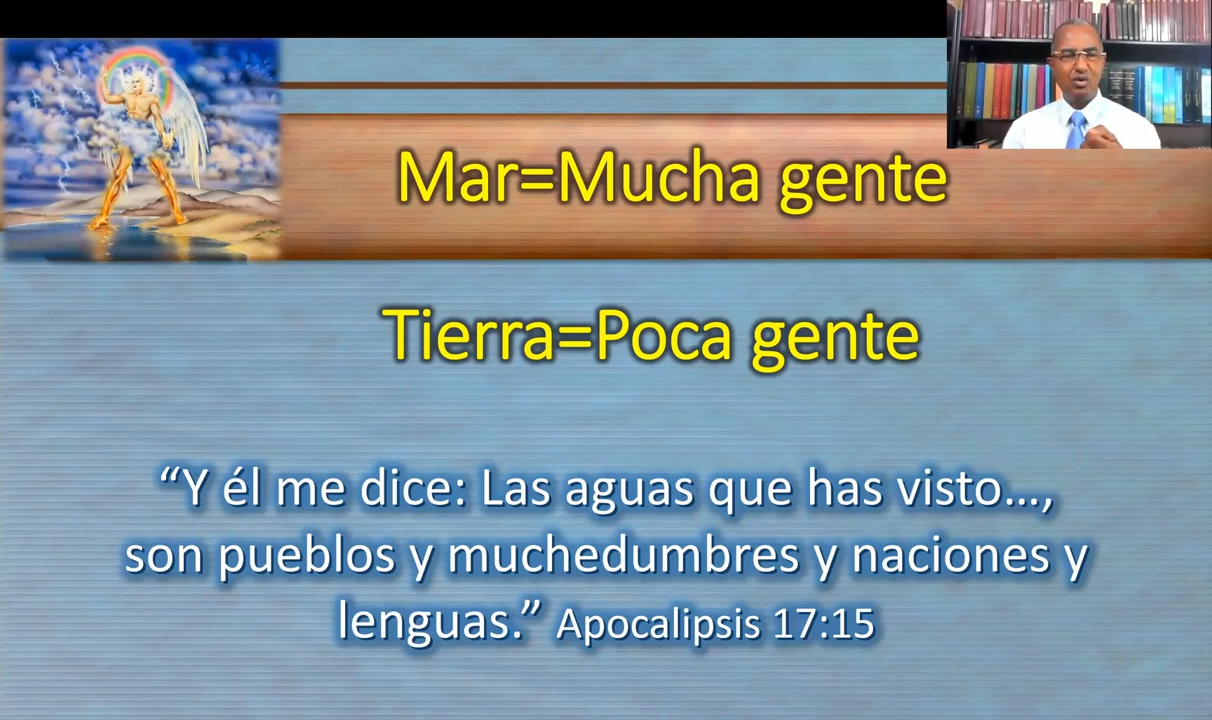 Mar=Mucha gente
Tierra=Poca gente
“Y él me dice: Las aguas que has visto…,
son pueblos y muchedumbres y naciones y
lenguas.” Apocalipsis 17:15